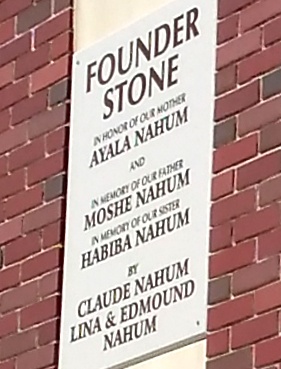 FOUNDER
STONE
IN HONOR OF OUR MOTHER
AYALA NAHUM
AND
IN MEMORY OF OUR FATHER
MOSHE NAHUM
IN MEMORY OF OUR SISTER
HABIBA NAHUM
BY
CLAUDE NAHUM
LINA & EDMOUND
NAHUM